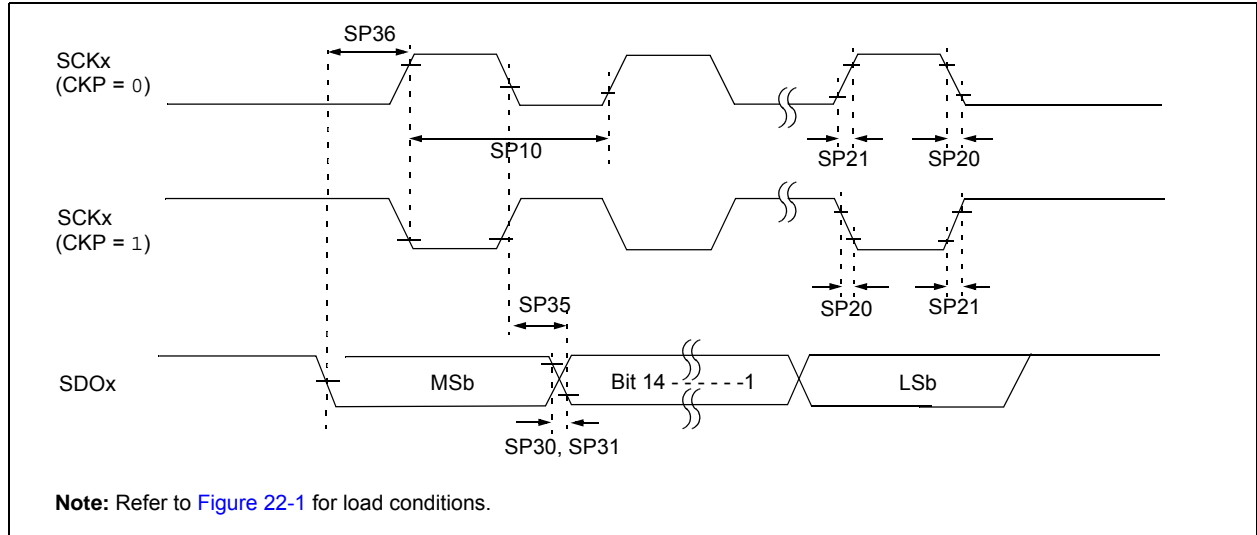 SP36
SCKx
(CKP = 0)
SP10
SP21
SP20
SCKx
(CKP = 1)
SP35
SP20
SP21
SDOx
MSb
Bit 14 - - - - - -1
LSb
SP30, SP31
Note: Refer to Figure 22-1 for load conditions.